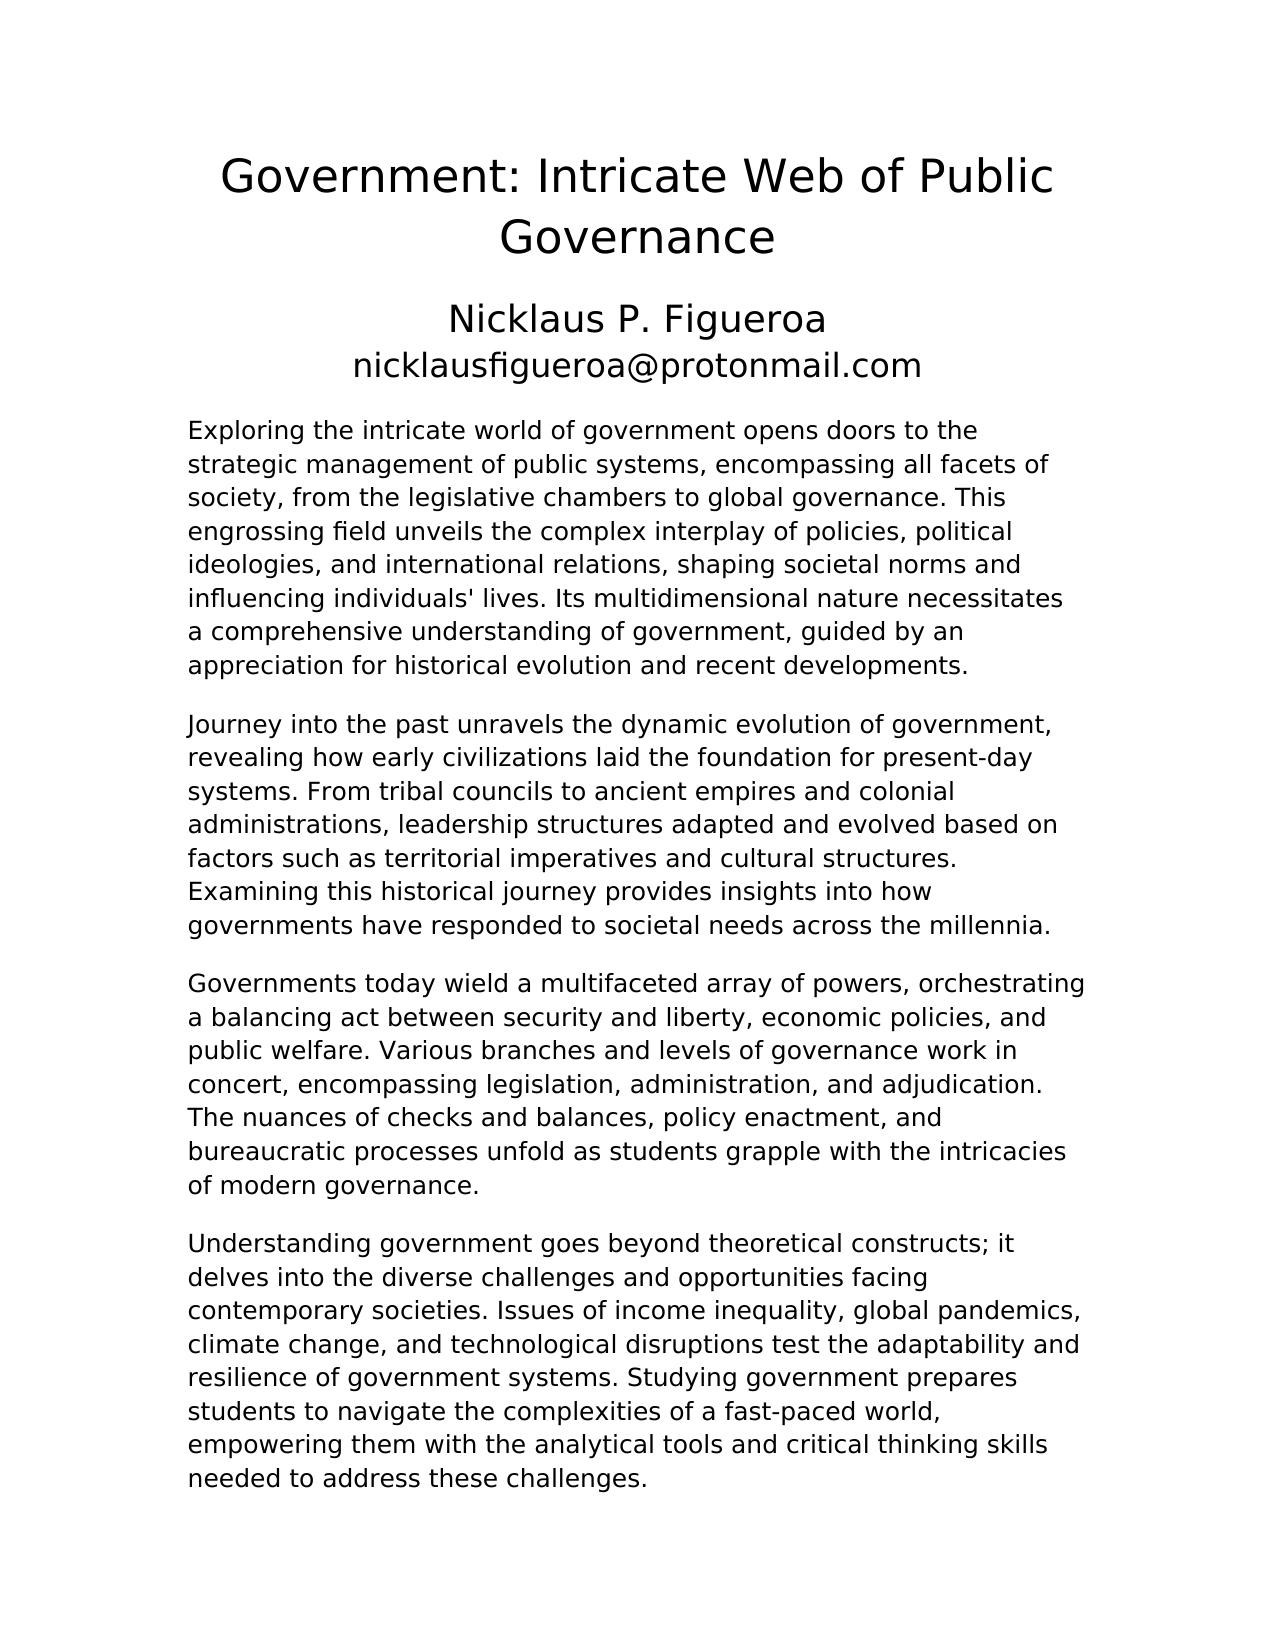 Government: Intricate Web of Public
Governance
Nicklaus P. Figueroa
nicklausfigueroa@protonmail.com
Exploring the intricate world of government opens doors to the
strategic management of public systems, encompassing all facets of
society, from the legislative chambers to global governance. This
engrossing field unveils the complex interplay of policies, political
ideologies, and international relations, shaping societal norms and
influencing individuals' lives. Its multidimensional nature necessitates
a comprehensive understanding of government, guided by an
appreciation for historical evolution and recent developments.
Journey into the past unravels the dynamic evolution of government,
revealing how early civilizations laid the foundation for present-day
systems. From tribal councils to ancient empires and colonial
administrations, leadership structures adapted and evolved based on
factors such as territorial imperatives and cultural structures.
Examining this historical journey provides insights into how
governments have responded to societal needs across the millennia.
Governments today wield a multifaceted array of powers, orchestrating
a balancing act between security and liberty, economic policies, and
public welfare. Various branches and levels of governance work in
concert, encompassing legislation, administration, and adjudication.
The nuances of checks and balances, policy enactment, and
bureaucratic processes unfold as students grapple with the intricacies
of modern governance.
Understanding government goes beyond theoretical constructs; it
delves into the diverse challenges and opportunities facing
contemporary societies. Issues of income inequality, global pandemics,
climate change, and technological disruptions test the adaptability and
resilience of government systems. Studying government prepares
students to navigate the complexities of a fast-paced world,
empowering them with the analytical tools and critical thinking skills
needed to address these challenges.